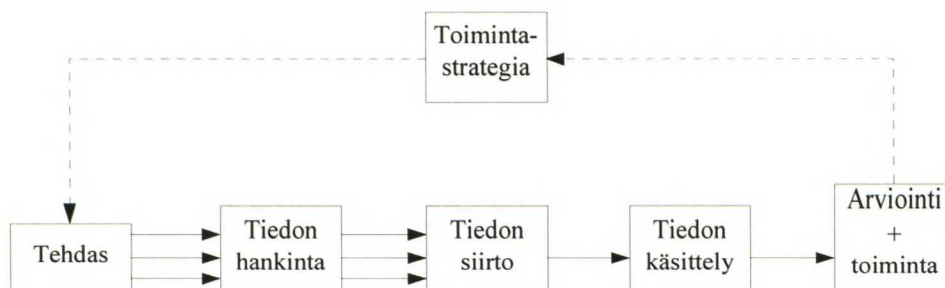 Toiminta-
strategia
Tehdas
Tiedon
hankinta
Tiedon
siirto
Tiedon
käsittely
Arviointi
+
toiminta